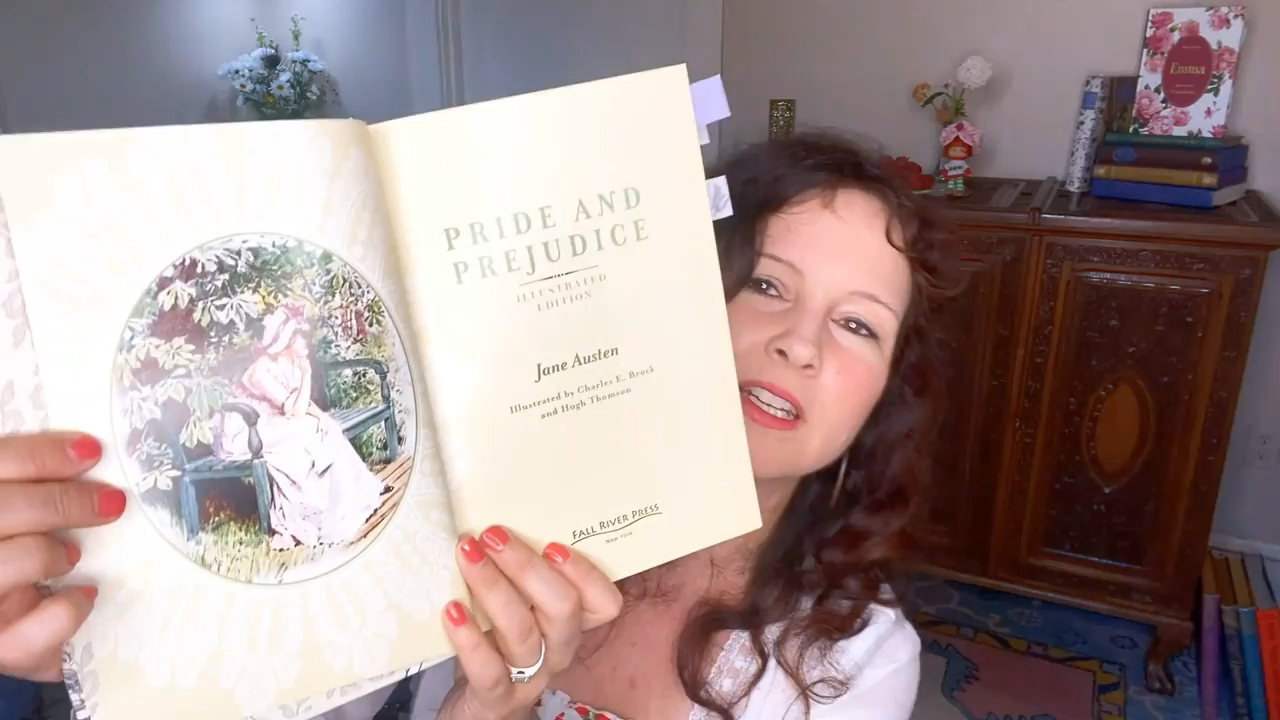 PRIDE AND
PREJUDICE
ILLUSTRATED
EDITION
Jane Austen
Illustrated by Charles E. Brock
and Hugh Thomson
FALL RIVER PRESS
New York
Emma